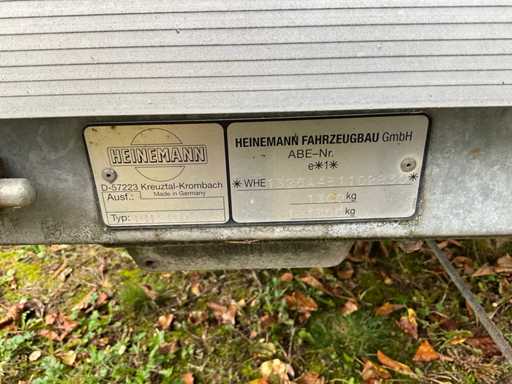 HEINEMANN
D-57223 Kreuztal-Krombach
Ausf.: Made in Germany
Typ:
HEINEMANN FAHRZEUGBAU GmbH
ABE-Nr.
e*1*
*WHE
kg
kg